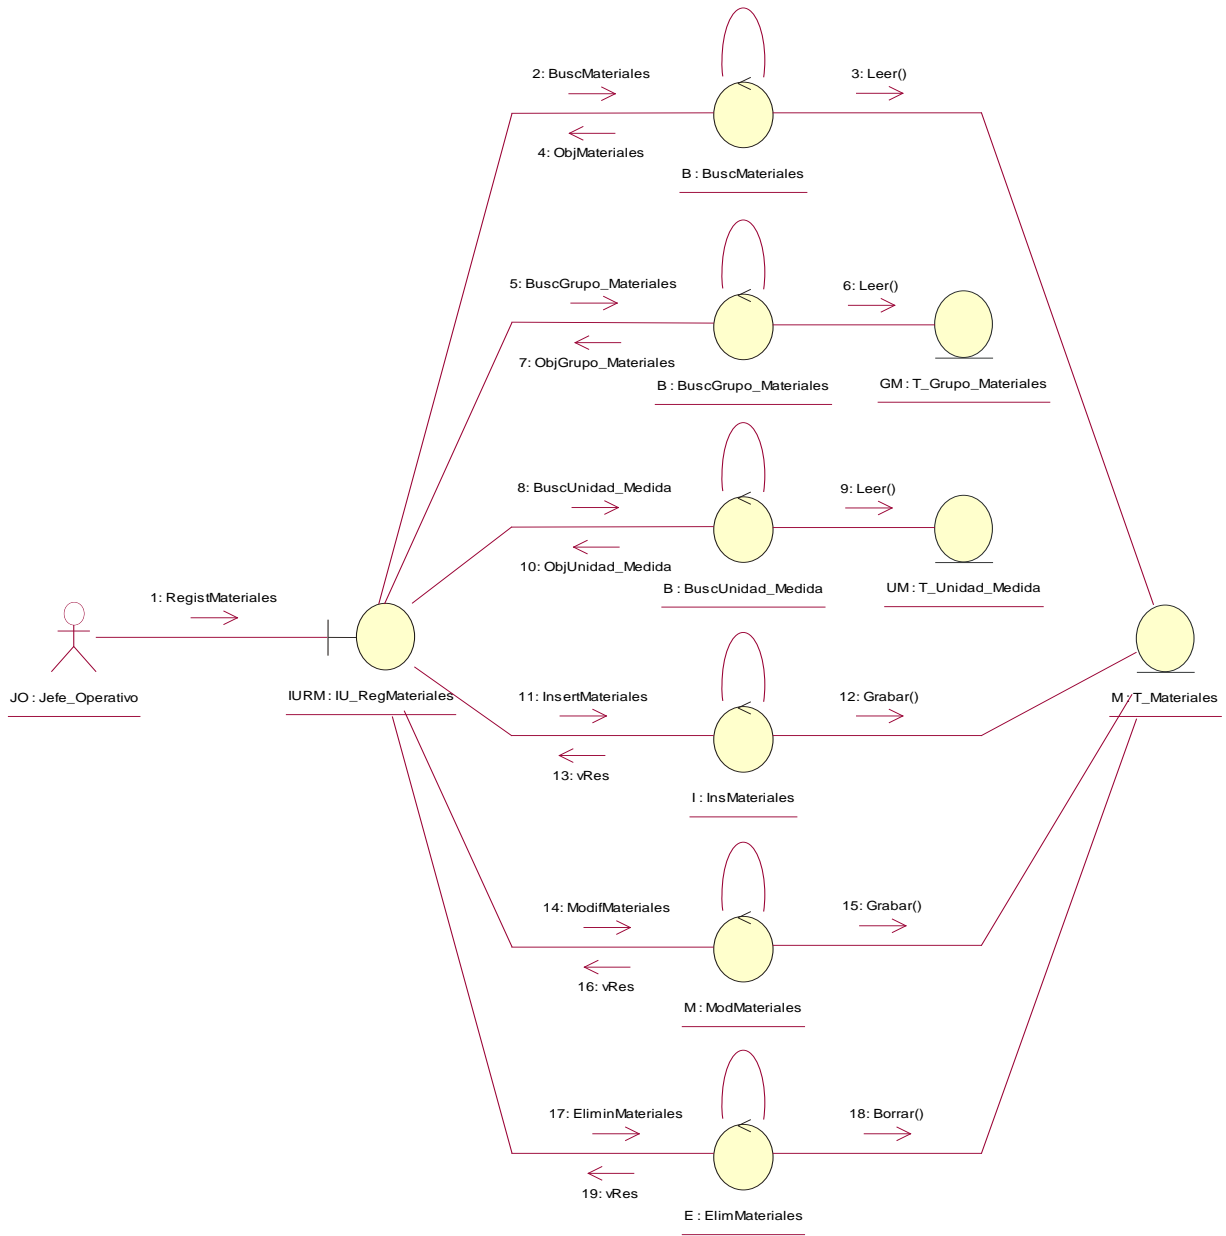 2: BuscMateriales
3: Leer()
4: ObjMateriales
B : BuscMateriales
5: BuscGrupo_Materiales
6: Leer()
7: ObjGrupo_Materiales
B : BuscGrupo_Materiales
GM : T_Grupo_Materiales
8: BuscUnidad_Medida
9: Leer()
10: ObjUnidad_Medida
B : BuscUnidad_Medida
UM : T_Unidad_Medida
1: RegistMateriales
JO : Jefe_Operativo
IURM : IU_RegMateriales
11: InsertMateriales
12: Grabar()
M : T_Materiales
13: vRes
I : InsMateriales
14: ModifMateriales
15: Grabar()
16: vRes
M : ModMateriales
17: EliminMateriales
18: Borrar()
19: vRes
E : ElimMateriales